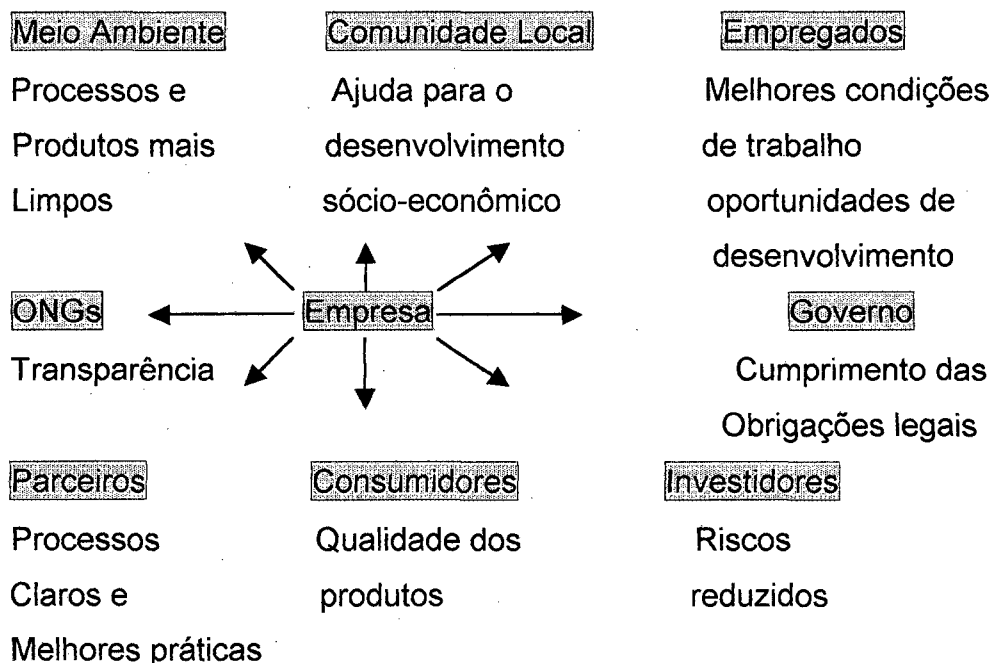 Meio Ambiente
Processos e
Produtos mais
Limpos
Comunidade Local
Ajuda para o
desenvolvimento
sócio-econômico
Empregados
Melhores condições
de trabalho
oportunidades de
desenvolvimento
ONGs
Transparência
Empresa
Governo
Cumprimento das
Obrigações legais
Parceiros
Processos
Claros e
Melhores práticas
Consumidores
Qualidade dos
produtos
Investidores
Riscos
reduzidos